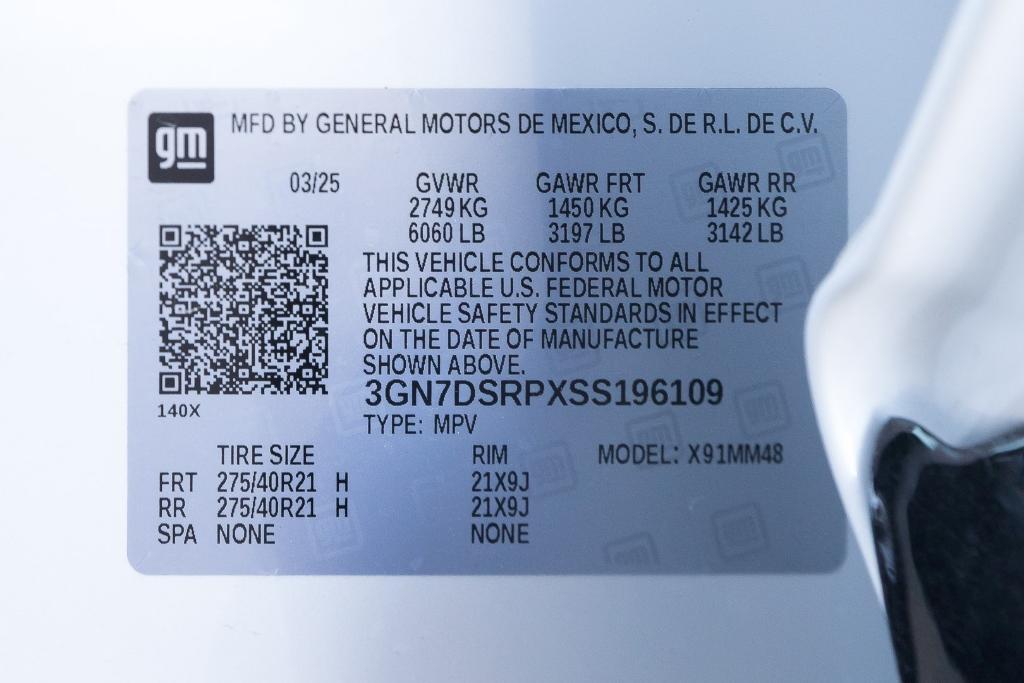 gm
MFD BY GENERAL MOTORS DE MEXICO, S. DE R.L. DE C.V.
03/25 GVWR GAWR FRT GAWR RR
2749 KG 1450 KG 1425 KG
6060 LB 3197 LB 3142 LB
THIS VEHICLE CONFORMS TO ALL
APPLICABLE U.S. FEDERAL MOTOR
VEHICLE SAFETY STANDARDS IN EFFECT
ON THE DATE OF MANUFACTURE
SHOWN ABOVE.
3GN7DSRPXSS196109
140X
TYPE: MPV
TIRE SIZE RIM MODEL: X91MM48
FRT 275/40R21 H 21X9J
RR 275/40R21 H 21X9J
SPA NONE NONE